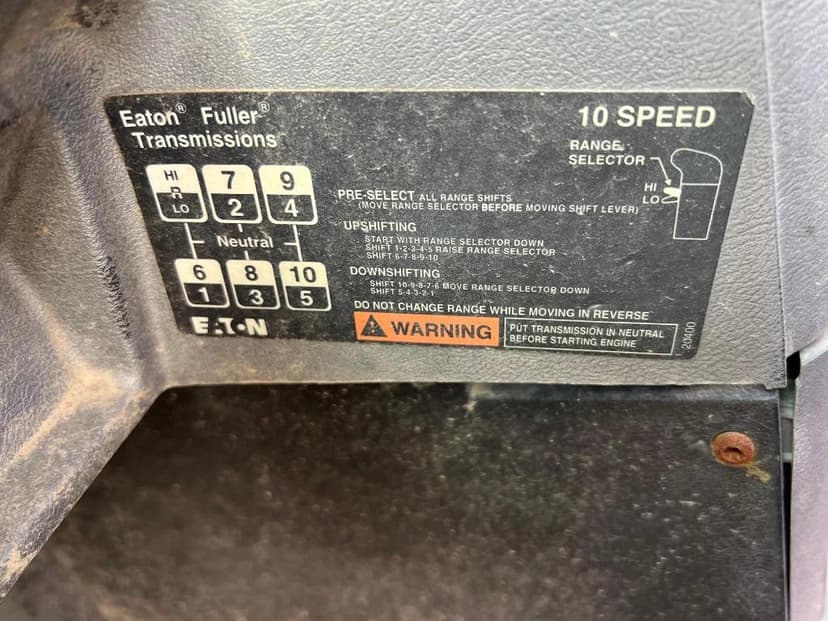 Eaton® Fuller®
Transmissions
10 SPEED
RANGE
SELECTOR
HI
LO
HI 7 9
R
LO 2 4
Neutral
6 8 10
1 3 5
EATON
PRE-SELECT ALL RANGE SHIFTS
(MOVE RANGE SELECTOR BEFORE MOVING SHIFT LEVER)
UPSHIFTING
START WITH RANGE SELECTOR DOWN
SHIFT 1-2-3-4-5 RAISE RANGE SELECTOR
SHIFT 6-7-8-9-10
DOWNSHIFTING
SHIFT 10-9-8-7-6 MOVE RANGE SELECTOR DOWN
SHIFT 5-4-3-2-1
DO NOT CHANGE RANGE WHILE MOVING IN REVERSE
WARNING
PUT TRANSMISSION IN NEUTRAL
BEFORE STARTING ENGINE
20400